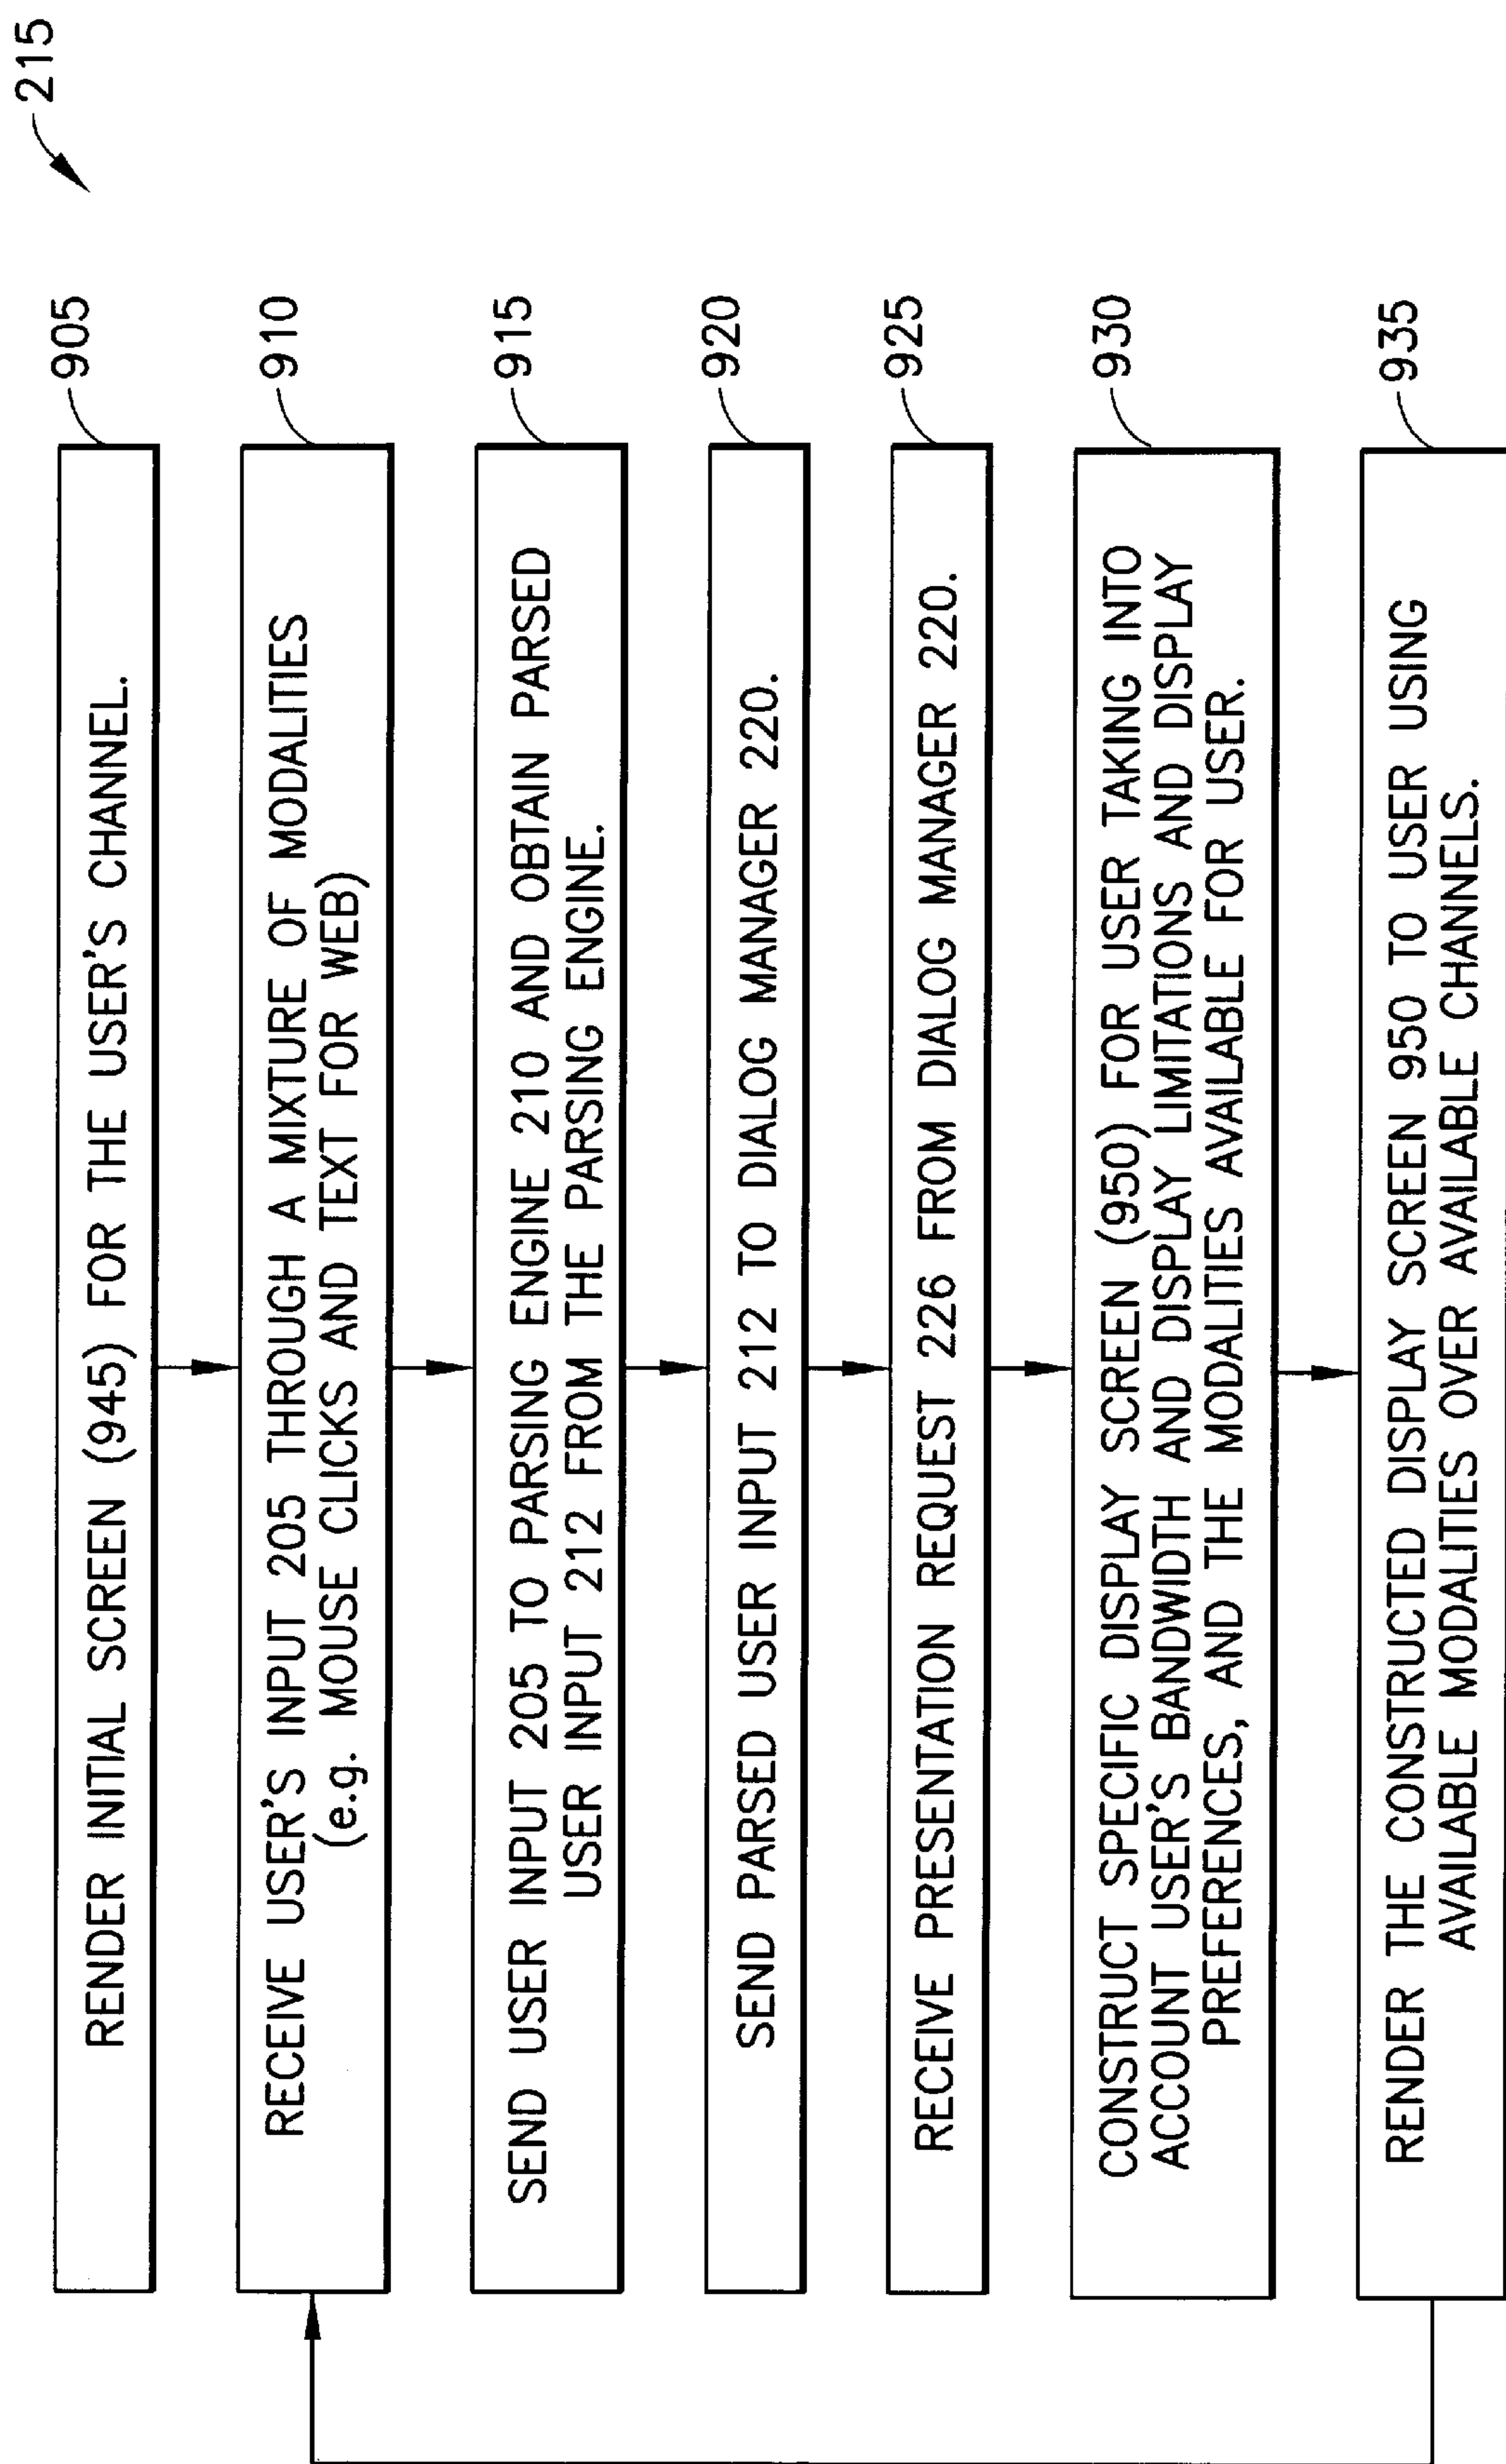 215
905
RENDER INITIAL SCREEN (945) FOR THE USER'S CHANNEL.
910
RECEIVE USER'S INPUT 205 THROUGH A MIXTURE OF MODALITIES
(e.g. MOUSE CLICKS AND TEXT FOR WEB)
915
SEND USER INPUT 205 TO PARSING ENGINE 210 AND OBTAIN PARSED
USER INPUT 212 FROM THE PARSING ENGINE.
920
SEND PARSED USER INPUT 212 TO DIALOG MANAGER 220.
925
RECEIVE PRESENTATION REQUEST 226 FROM DIALOG MANAGER 220.
930
CONSTRUCT SPECIFIC DISPLAY SCREEN (950) FOR USER TAKING INTO
ACCOUNT USER'S BANDWIDTH AND DISPLAY LIMITATIONS AND DISPLAY
PREFERENCES, AND THE MODALITIES AVAILABLE FOR USER.
935
RENDER THE CONSTRUCTED DISPLAY SCREEN 950 TO USER USING
AVAILABLE MODALITIES OVER AVAILABLE CHANNELS.